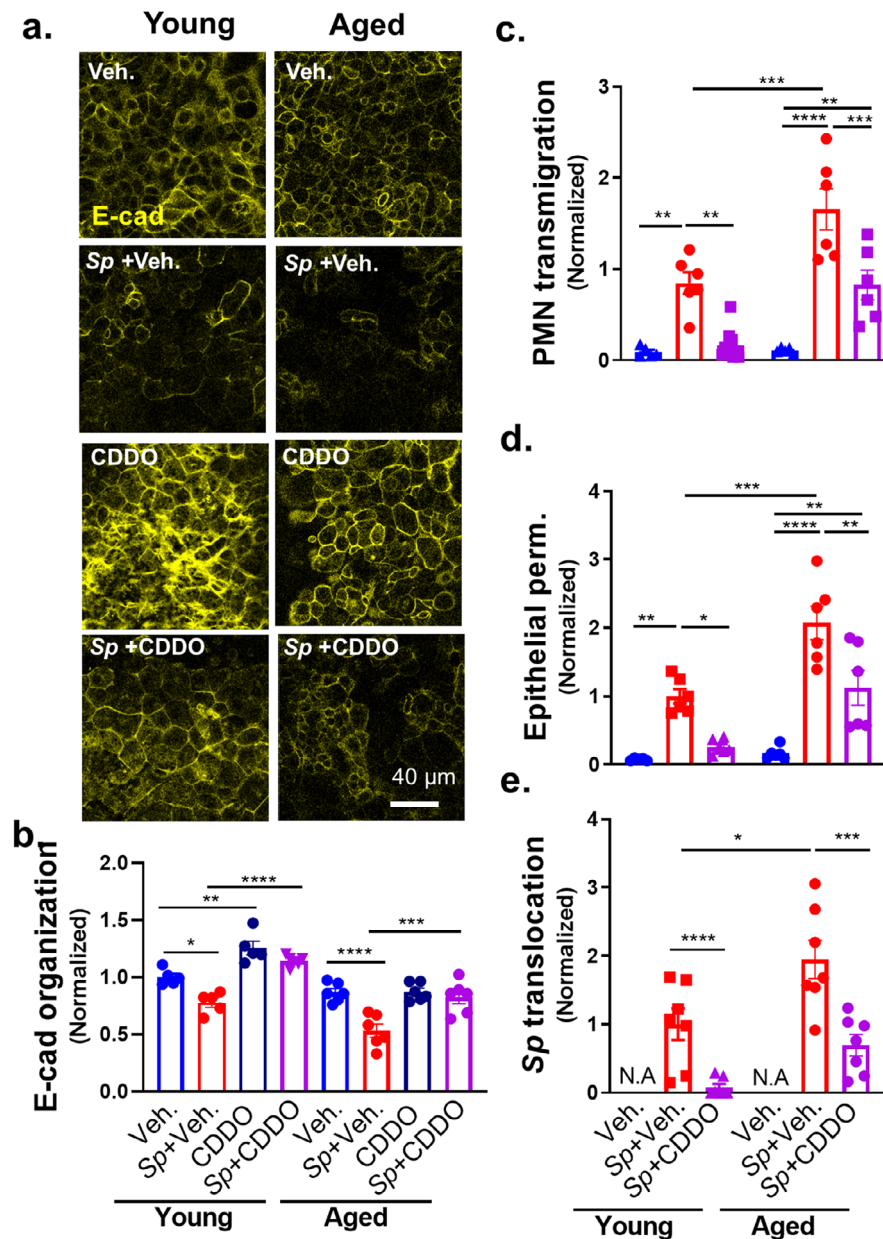 a.
Young
Aged
Veh.
Veh.
E-cad
Sp +Veh.
Sp +Veh.
CDDO
CDDO
Sp +CDDO
Sp +CDDO
40 µm
b.
E-cad organization
(Normalized)
2.0
1.5
1.0
0.5
0.0
**
*
****
****
***
Veh.
Sp+Veh.
CDDO
Sp+CDDO
Veh.
Sp+Veh.
CDDO
Sp+CDDO
Young
Aged
c.
PMN transmigration
(Normalized)
3
2
1
0
***
**
**
**
****
***
d.
Epithelial perm.
(Normalized)
4
3
2
1
0
***
**
*
**
****
**
e.
Sp translocation
(Normalized)
4
3
2
1
0
*
****
***
N.A
N.A
Veh.
Sp+Veh.
Sp+CDDO
Veh.
Sp+Veh.
Sp+CDDO
Young
Aged